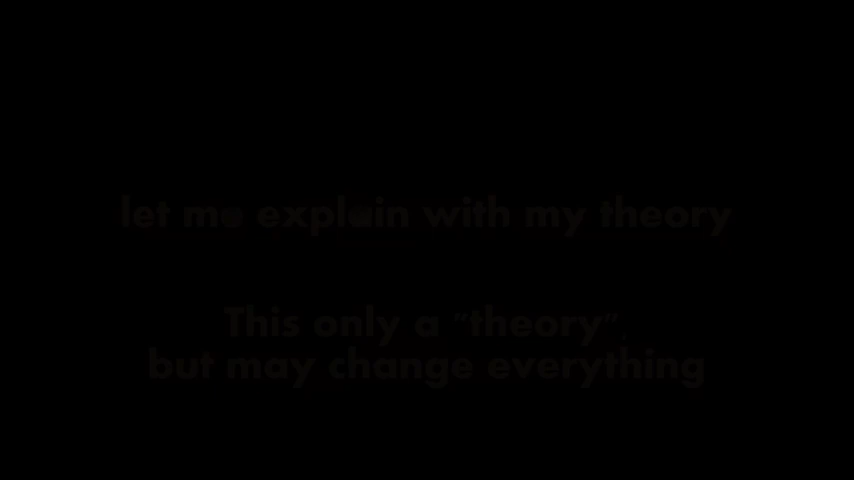 let me explain with my theory
This only a "theory",
but may change everything